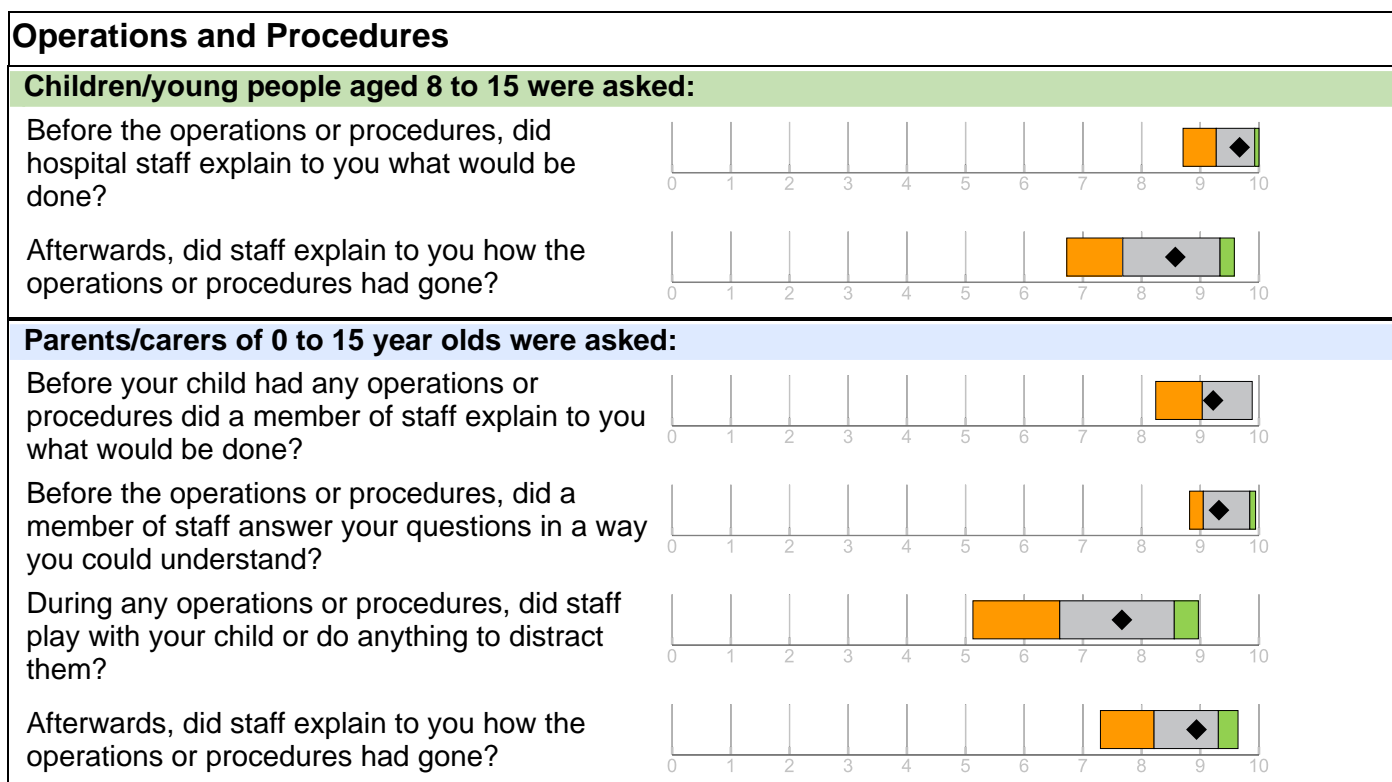 Operations and Procedures
Children/young people aged 8 to 15 were asked:
Before the operations or procedures, did
hospital staff explain to you what would be
done?
0 1 2 3 4 5 6 7 8 9 10
Afterwards, did staff explain to you how the
operations or procedures had gone?
0 1 2 3 4 5 6 7 8 9 10
Parents/carers of 0 to 15 year olds were asked:
Before your child had any operations or
procedures did a member of staff explain to you
what would be done?
0 1 2 3 4 5 6 7 8 9 10
Before the operations or procedures, did a
member of staff answer your questions in a way
you could understand?
0 1 2 3 4 5 6 7 8 9 10
During any operations or procedures, did staff
play with your child or do anything to distract
them?
0 1 2 3 4 5 6 7 8 9 10
Afterwards, did staff explain to you how the
operations or procedures had gone?
0 1 2 3 4 5 6 7 8 9 10